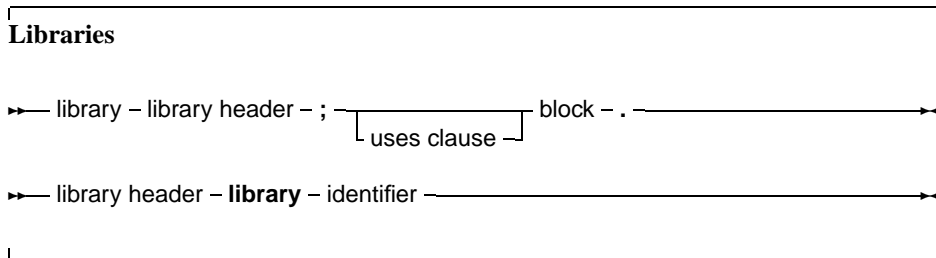 Libraries
library – library header – ; – block – .
uses clause –
library header – library – identifier –